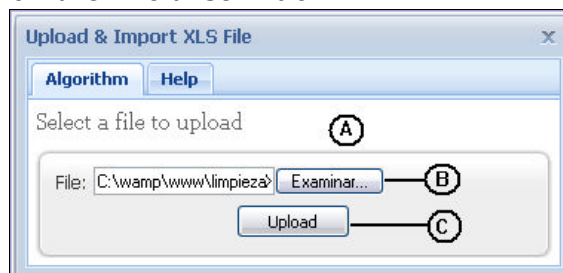 Upload & Import XLS File x
Algorithm Help
Select a file to upload
A
File: C:\wamp\www\limpieza Examinar... B
Upload C